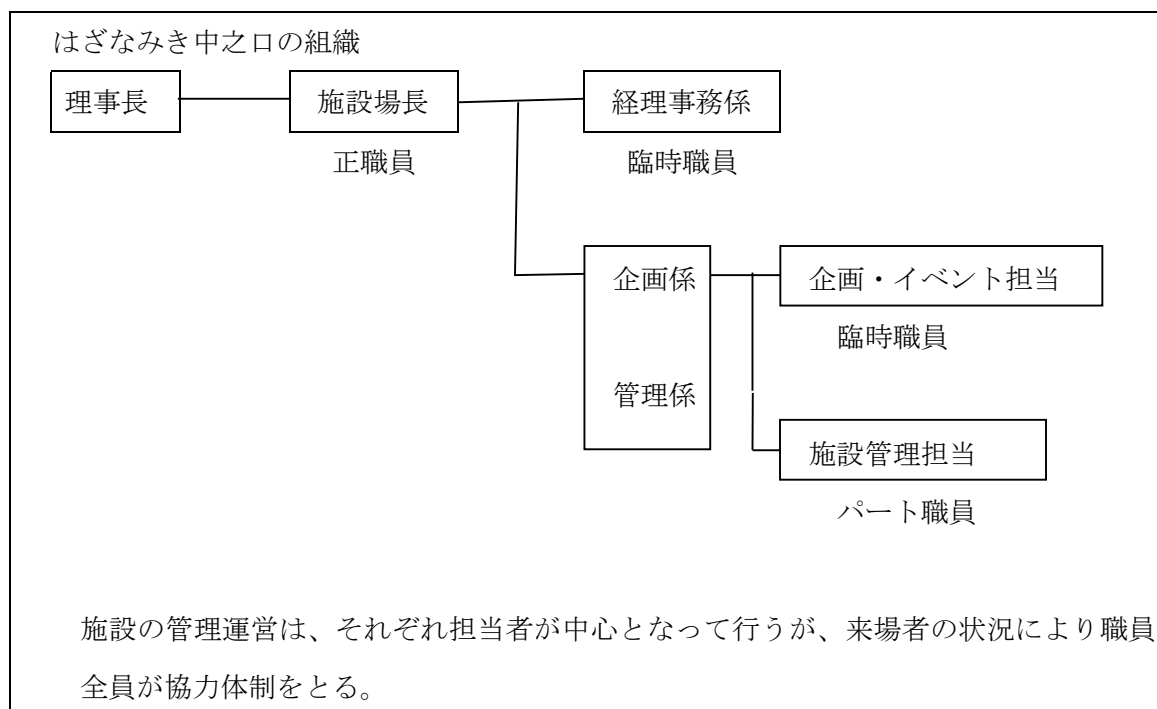 はざなみき中之口の組織
理事長
施設場長
経理事務係
正職員
臨時職員
企画係
企画・イベント担当
臨時職員
管理係
施設管理担当
パート職員
施設の管理運営は、それぞれ担当者が中心となって行うが、来場者の状況により職員
全員が協力体制をとる。